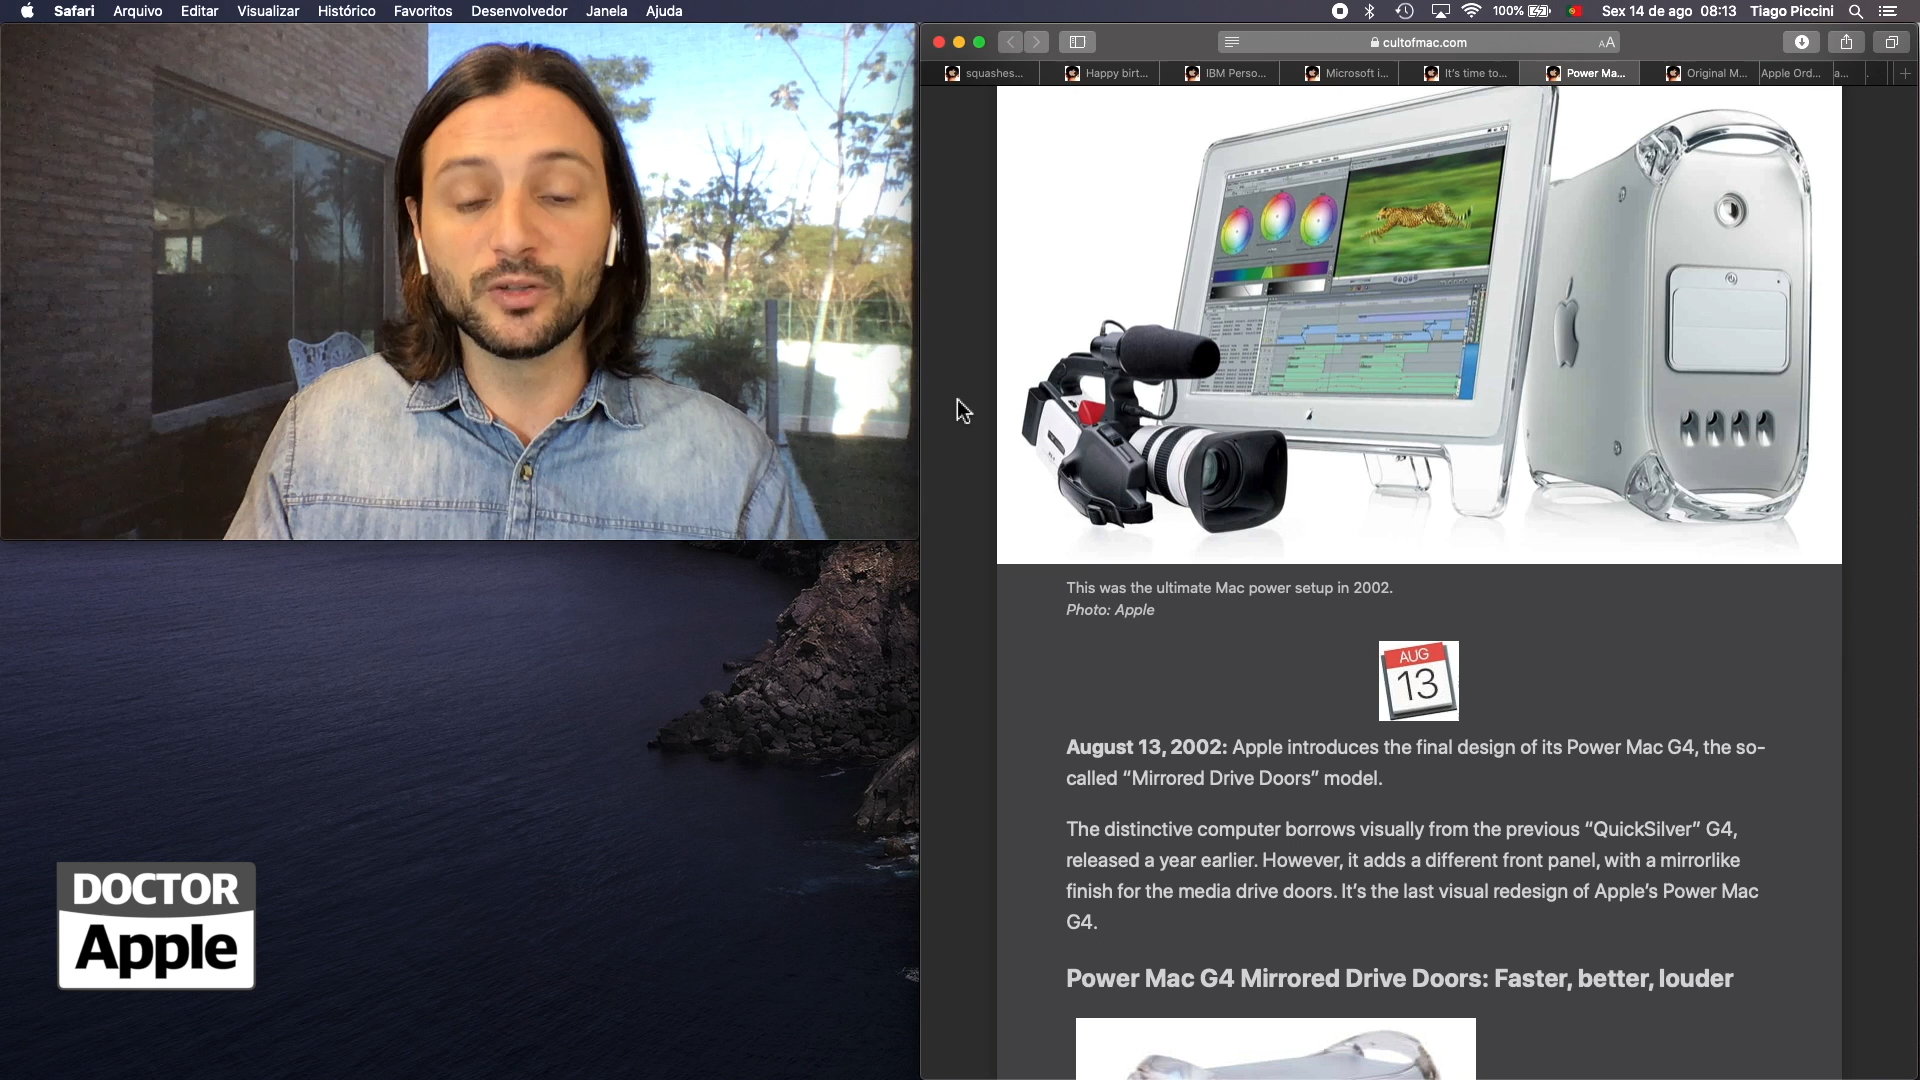 Safari Arquivo Editar Visualizar Histórico Favoritos Desenvolvedor Janela Ajuda
100% Sex 14 de ago 08:13 Tiago Piccini
cultofmac.com
AA
squashes... Happy birt... IBM Perso... Microsoft i... It's time to... Power Ma... Original M... Apple Ord... a...
This was the ultimate Mac power setup in 2002.
Photo: Apple
AUG
13
August 13, 2002: Apple introduces the final design of its Power Mac G4, the so-
called “Mirrored Drive Doors” model.
The distinctive computer borrows visually from the previous “QuickSilver” G4,
released a year earlier. However, it adds a different front panel, with a mirrorlike
finish for the media drive doors. It’s the last visual redesign of Apple’s Power Mac
G4.
Power Mac G4 Mirrored Drive Doors: Faster, better, louder
DOCTOR
Apple